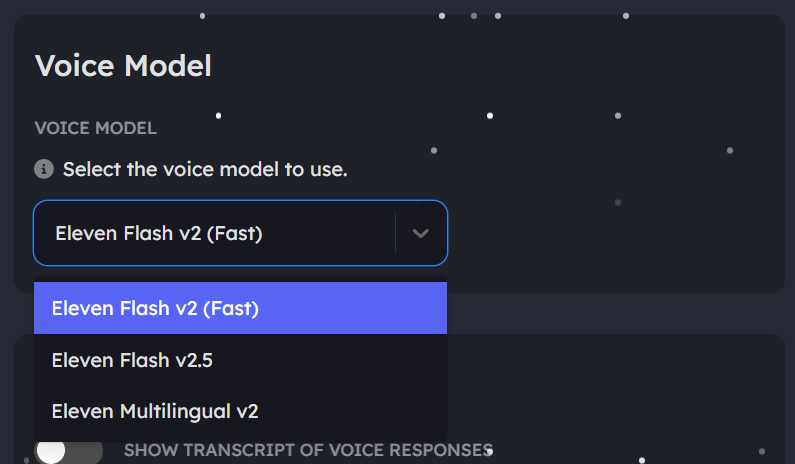 Voice Model
VOICE MODEL
Select the voice model to use.
Eleven Flash v2 (Fast)
Eleven Flash v2 (Fast)
Eleven Flash v2.5
Eleven Multilingual v2
SHOW TRANSCRIPT OF VOICE RESPONSES